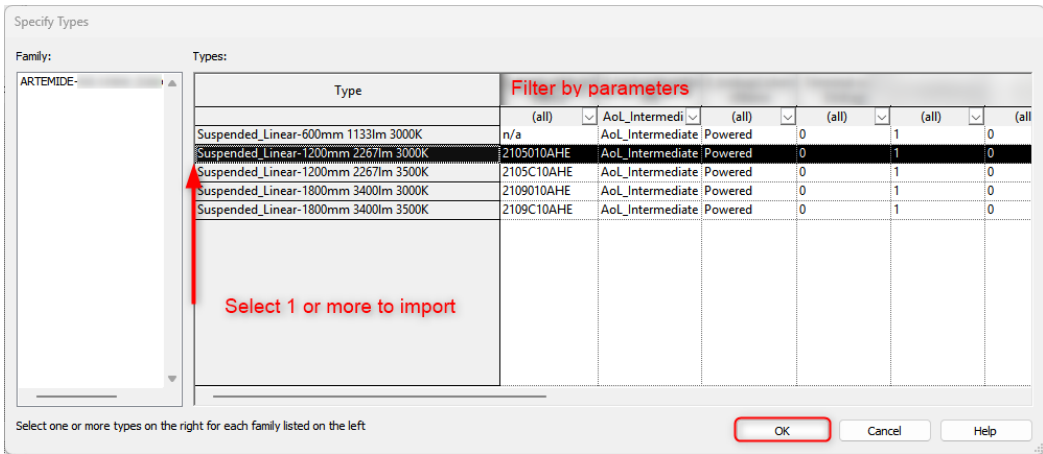 Specify Types
Family:
Types:
ARTEMIDE-
Type
Filter by parameters
(all) AoL_Intermedi (all) (all) (all) (all
Suspended_Linear-600mm 1133lm 3000K n/a AoL_Intermediate Powered 0 1 0
Suspended_Linear-1200mm 2267lm 3000K 2105010AHE AoL_Intermediate Powered 0 1 0
Suspended_Linear-1200mm 2267lm 3500K 2105C10AHE AoL_Intermediate Powered 0 1 0
Suspended_Linear-1800mm 3400lm 3000K 2109010AHE AoL_Intermediate Powered 0 1 0
Suspended_Linear-1800mm 3400lm 3500K 2109C10AHE AoL_Intermediate Powered 0 1 0
Select 1 or more to import
Select one or more types on the right for each family listed on the left
OK Cancel Help